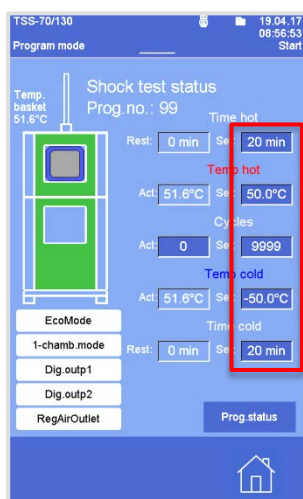 TSS-70/130 19.04.17
08:56:53
Program mode Start
Shock test status
Temp.
basket
51.6°C
Prog.no.: 99
Time hot
Rest: 0 min Set: 20 min
Temp hot
Act: 51.6°C Set: 50.0°C
Cycles
Act: 0 Set: 9999
Temp cold
Act: 51.6°C Set: -50.0°C
Time cold
Rest: 0 min Set: 20 min
EcoMode
1-chamb.mode
Dig.outp1
Dig.outp2
RegAirOutlet
Prog.status